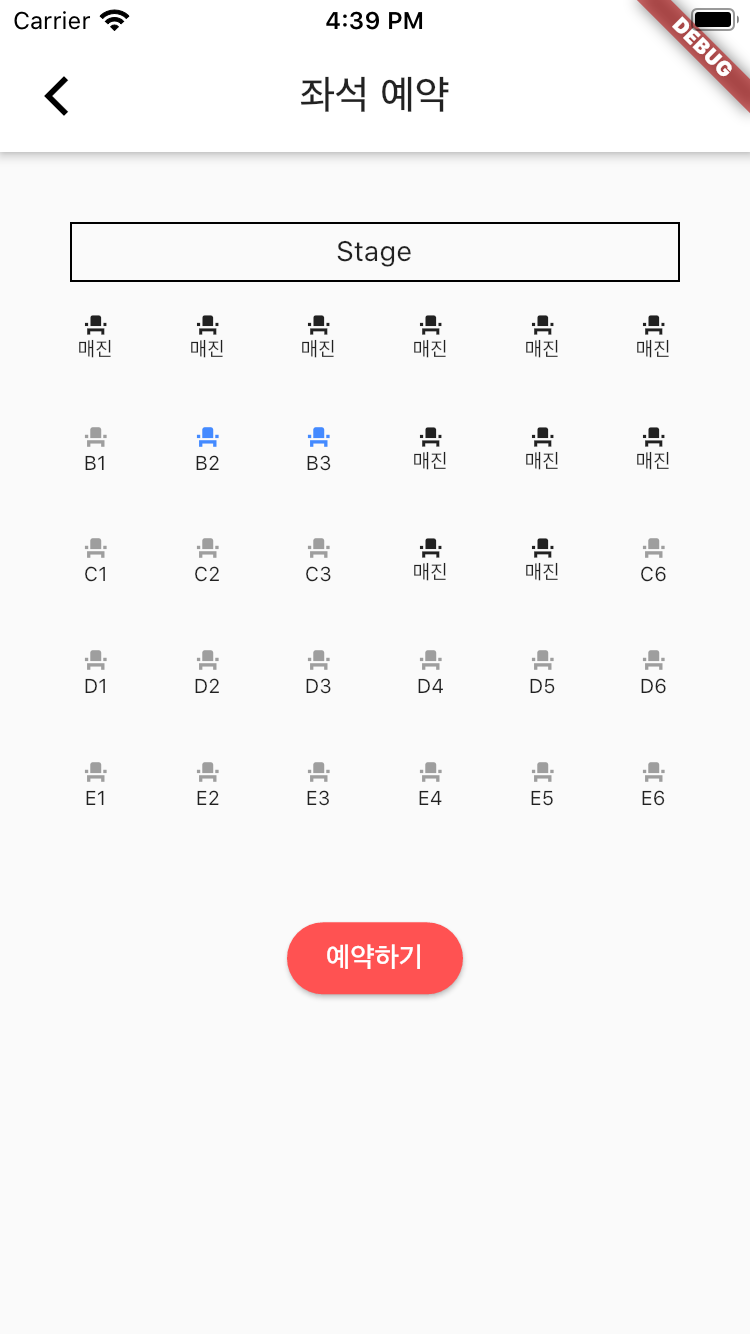 Carrier 4:39 PM
DEBUG
좌석 예약
Stage
매진 매진 매진 매진 매진 매진
B1 B2 B3 매진 매진 매진
C1 C2 C3 매진 매진 C6
D1 D2 D3 D4 D5 D6
E1 E2 E3 E4 E5 E6
예약하기